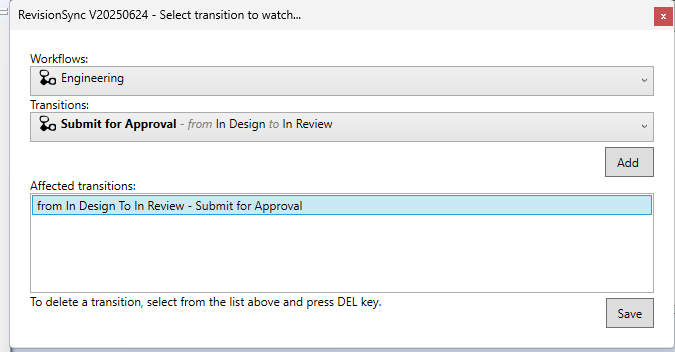 RevisionSync V20250624 - Select transition to watch...
x
Workflows:
Engineering
Transitions:
Submit for Approval - from In Design to In Review
Add
Affected transitions:
from In Design To In Review - Submit for Approval
To delete a transition, select from the list above and press DEL key.
Save